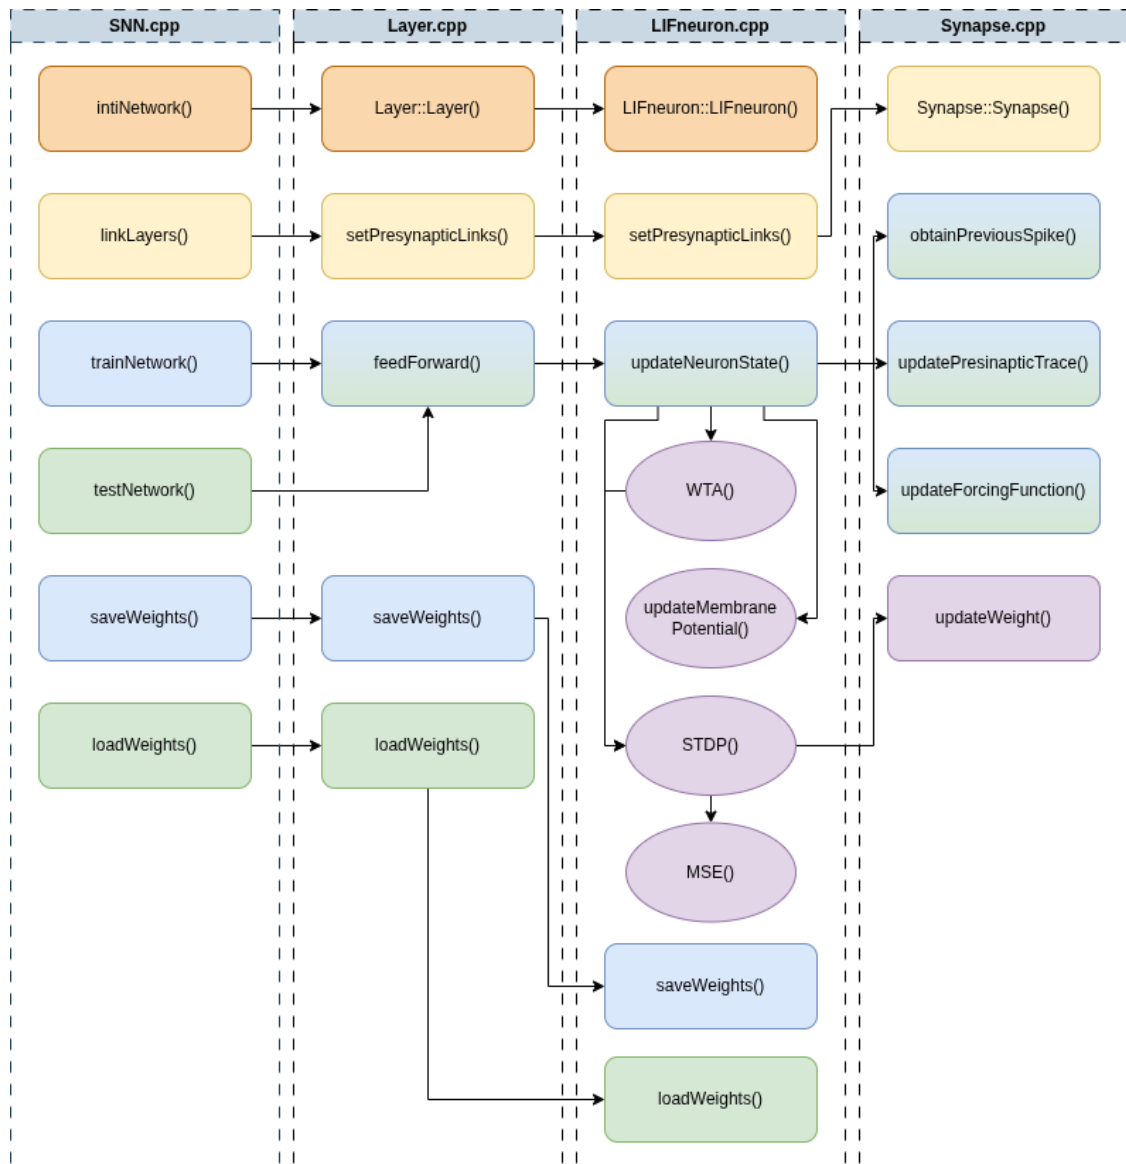 SNN.cpp
Layer.cpp
LIFneuron.cpp
Synapse.cpp
intiNetwork()
Layer::Layer()
LIFneuron::LIFneuron()
Synapse::Synapse()
linkLayers()
setPresynapticLinks()
setPresynapticLinks()
obtainPreviousSpike()
trainNetwork()
feedForward()
updateNeuronState()
updatePresinapticTrace()
testNetwork()
WTA()
updateForcingFunction()
saveWeights()
saveWeights()
updateMembrane
Potential()
updateWeight()
loadWeights()
loadWeights()
STDP()
MSE()
saveWeights()
loadWeights()